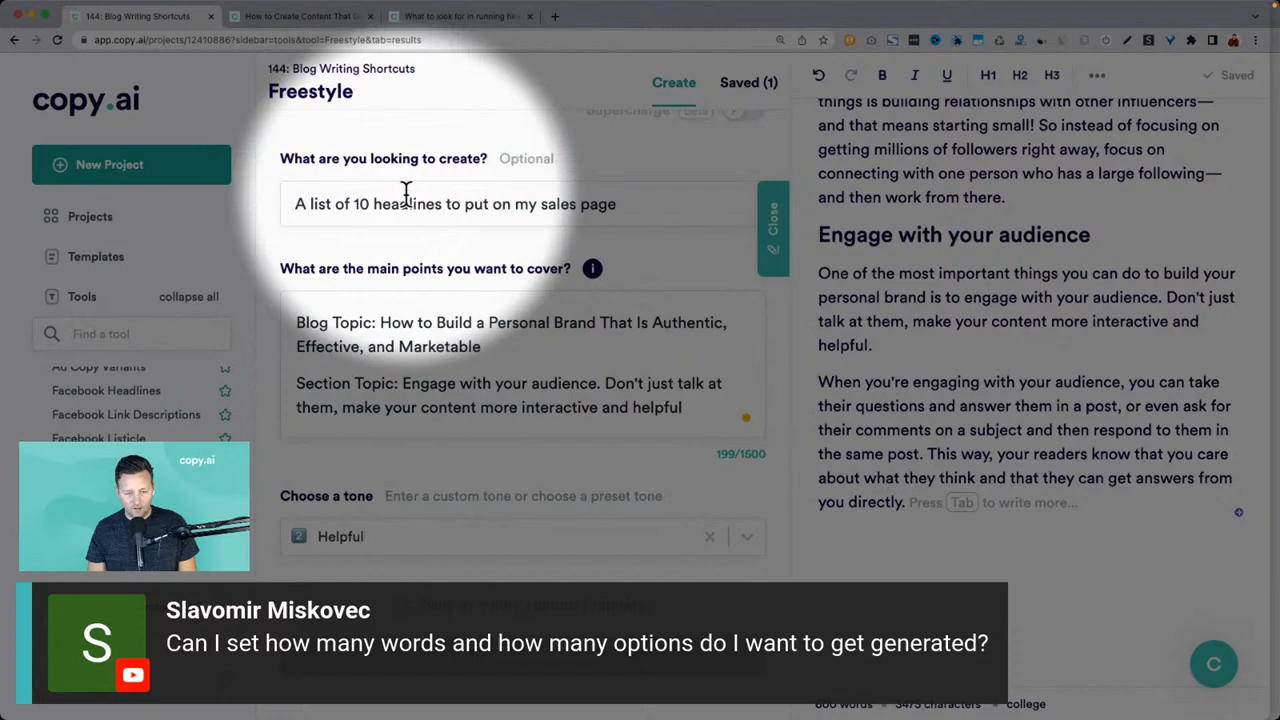 144: Blog Writing Shortcuts
How to Create Content That G
What to look for in running he
app.copy.ai/projects/12410886?sidebar=tools&tool=Freestyle&tab=results
copy.ai
New Project
Projects
Templates
Tools
collapse all
Find a tool
Ad Copy Variants
Facebook Headlines
Facebook Link Descriptions
Facebook Listicle
144: Blog Writing Shortcuts
Freestyle
Create
Saved (1)
Supercharge
Beta
What are you looking to create?
Optional
A list of 10 headlines to put on my sales page
What are the main points you want to cover?
Blog Topic: How to Build a Personal Brand That Is Authentic,
Effective, and Marketable
Section Topic: Engage with your audience. Don't just talk at
them, make your content more interactive and helpful
199/1500
Choose a tone
Enter a custom tone or choose a preset tone
2
Helpful
Close
B
I
U
H1
H2
H3
Saved
things is building relationships with other influencers—
and that means starting small! So instead of focusing on
getting millions of followers right away, focus on
connecting with one person who has a large following—
and then work from there.
Engage with your audience
One of the most important things you can do to build your
personal brand is to engage with your audience. Don't just
talk at them, make your content more interactive and
helpful.
When you're engaging with your audience, you can take
their questions and answer them in a post, or even ask for
their comments on a subject and then respond to them in
the same post. This way, your readers know that you care
about what they think and that they can get answers from
you directly. Press Tab to write more...
copy.ai
S
Slavomir Miskovec
Can I set how many words and how many options do I want to get generated?
C
600 words
3475 characters
college